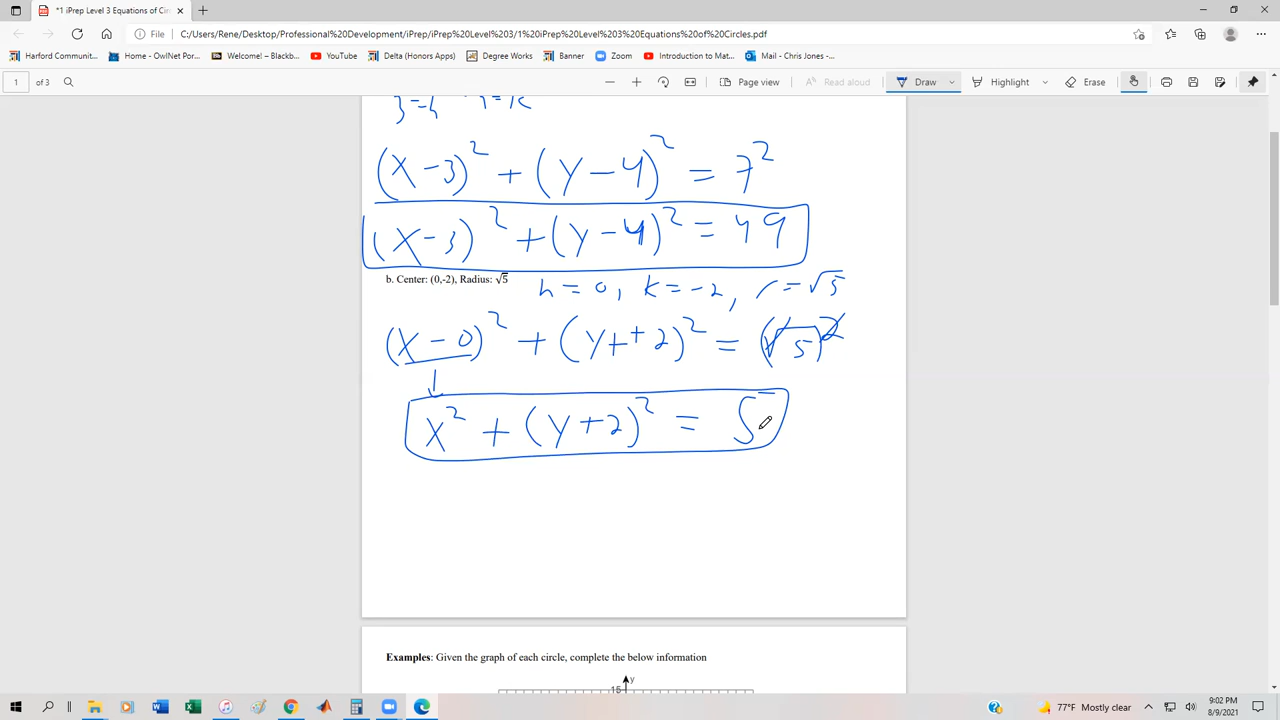 *1 iPrep Level 3 Equations of Cir
File
C:/Users/Rene/Desktop/Professional%20Development/iPrep/iPrep%20Level%203/1%20iPrep%20Level%203%20Equations%20of%20Circles.pdf
Harford Communit... Home - OwlNet Por... Welcome! – Blackb... YouTube Delta (Honors Apps) Degree Works Banner Zoom Introduction to Mat... Mail - Chris Jones -...
1 of 3 Page view Read aloud Draw Highlight Erase
3=h 4=k
(x-3)² + (y-4)² = 7²
(x-3)² + (y-4)² = 49
b. Center: (0,-2), Radius: √5
h = 0, k = -2, r = √5
(x-0)² + (y++2)² = (√5)²
x² + (y+2)² = 5
Examples: Given the graph of each circle, complete the below information
15 y
77°F Mostly clear
9:02 PM
8/9/2021